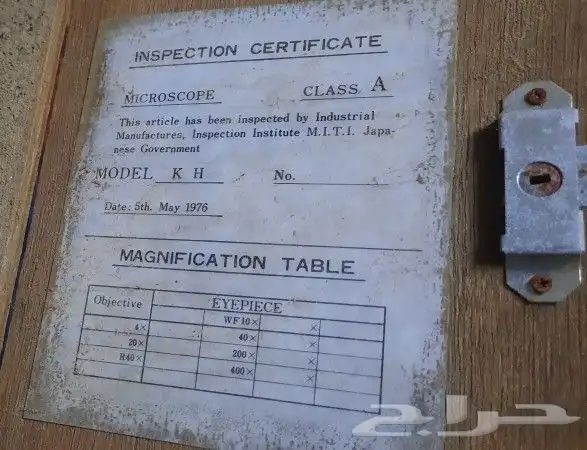 INSPECTION CERTIFICATE
MICROSCOPE CLASS A
This article has been inspected by Industrial
Manufactures, Inspection Institute M.I.T.I. Japa-
nese Government
MODEL K H No.
Date: 5th. May 1976
MAGNIFICATION TABLE
Objective EYEPIECE
WF10× ×
4× 40× ×
20× 200× ×
R40× 400× ×
حراج